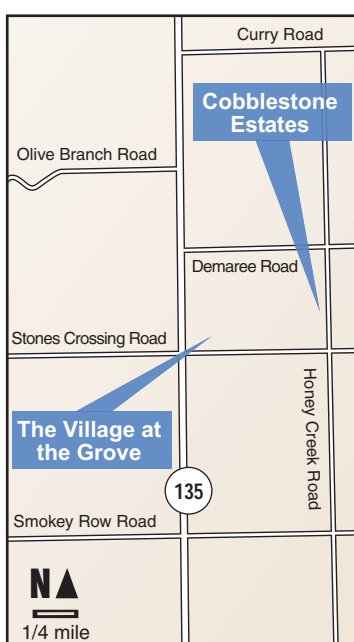 Curry Road
Cobblestone
Estates
Olive Branch Road
Demaree Road
Stones Crossing Road
Honey Creek Road
The Village at
the Grove
135
Smokey Row Road
N
1/4 mile